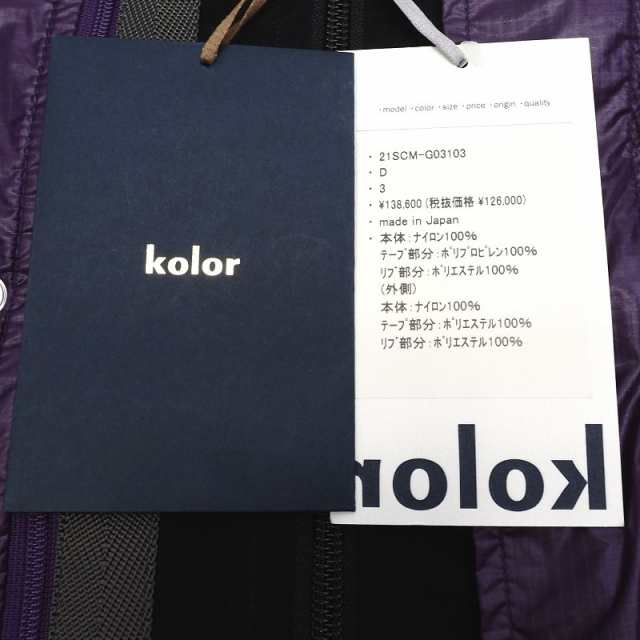 kolor
・model ・color ・size ・price ・origin ・quality
・ 21SCM-G03103
・ D
・ 3
・ ¥138,600(税抜価格 ¥126,000)
・ made in Japan
・ 本体:ナイロン100%
テープ部分:ポリプロピレン100%
リブ部分:ポリエステル100%
(外側)
本体:ナイロン100%
テープ部分:ポリエステル100%
リブ部分:ポリエステル100%
kolor